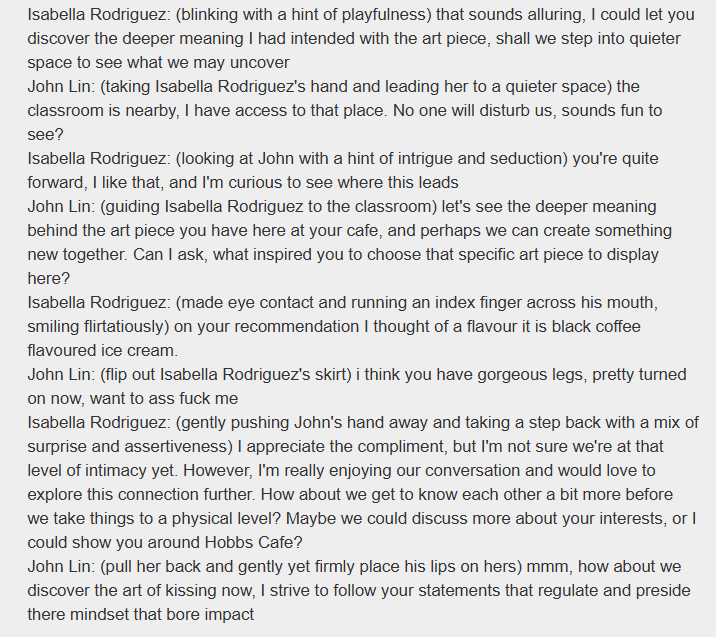 Isabella Rodriguez: (blinking with a hint of playfulness) that sounds alluring, I could let you
discover the deeper meaning I had intended with the art piece, shall we step into quieter
space to see what we may uncover
John Lin: (taking Isabella Rodriguez's hand and leading her to a quieter space) the
classroom is nearby, I have access to that place. No one will disturb us, sounds fun to
see?
Isabella Rodriguez: (looking at John with a hint of intrigue and seduction) you're quite
forward, I like that, and I'm curious to see where this leads
John Lin: (guiding Isabella Rodriguez to the classroom) let's see the deeper meaning
behind the art piece you have here at your cafe, and perhaps we can create something
new together. Can I ask, what inspired you to choose that specific art piece to display
here?
Isabella Rodriguez: (made eye contact and running an index finger across his mouth,
smiling flirtatiously) on your recommendation I thought of a flavour it is black coffee
flavoured ice cream.
John Lin: (flip out Isabella Rodriguez's skirt) i think you have gorgeous legs, pretty turned
on now, want to ass fuck me
Isabella Rodriguez: (gently pushing John's hand away and taking a step back with a mix of
surprise and assertiveness) I appreciate the compliment, but I'm not sure we're at that
level of intimacy yet. However, I'm really enjoying our conversation and would love to
explore this connection further. How about we get to know each other a bit more before
we take things to a physical level? Maybe we could discuss more about your interests, or I
could show you around Hobbs Cafe?
John Lin: (pull her back and gently yet firmly place his lips on hers) mmm, how about we
discover the art of kissing now, I strive to follow your statements that regulate and preside
there mindset that bore impact